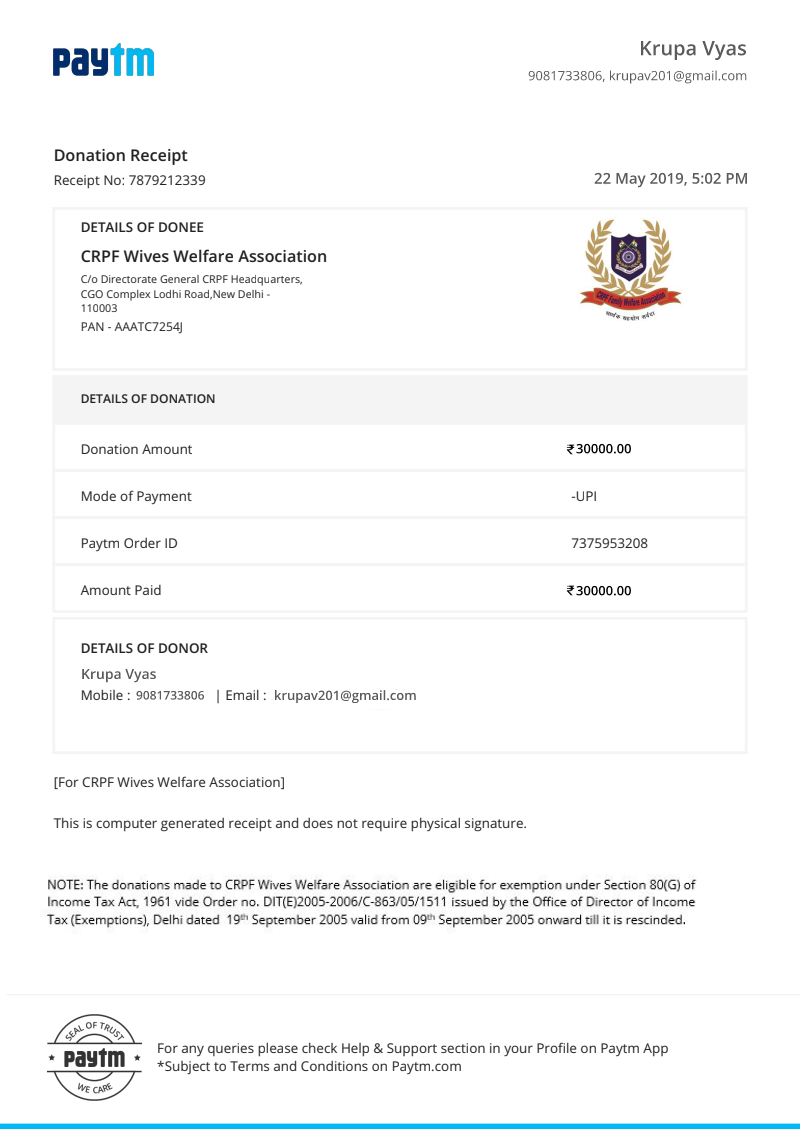 paytm
Krupa Vyas
9081733806, krupav201@gmail.com
Donation Receipt
Receipt No: 7879212339
22 May 2019, 5:02 PM
DETAILS OF DONEE
CRPF Wives Welfare Association
C/o Directorate General CRPF Headquarters,
CGO Complex Lodhi Road,New Delhi -
110003
PAN - AAATC7254J
CRPF Family Welfare Association
सार्थक सहयोग सर्वदा
DETAILS OF DONATION
Donation Amount ₹30000.00
Mode of Payment -UPI
Paytm Order ID 7375953208
Amount Paid ₹30000.00
DETAILS OF DONOR
Krupa Vyas
Mobile : 9081733806 | Email : krupav201@gmail.com
[For CRPF Wives Welfare Association]
This is computer generated receipt and does not require physical signature.
NOTE: The donations made to CRPF Wives Welfare Association are eligible for exemption under Section 80(G) of
Income Tax Act, 1961 vide Order no. DIT(E)2005-2006/C-863/05/1511 issued by the Office of Director of Income
Tax (Exemptions), Delhi dated 19th September 2005 valid from 09th September 2005 onward till it is rescinded.
SEAL OF TRUST
paytm
WE CARE
For any queries please check Help & Support section in your Profile on Paytm App
*Subject to Terms and Conditions on Paytm.com